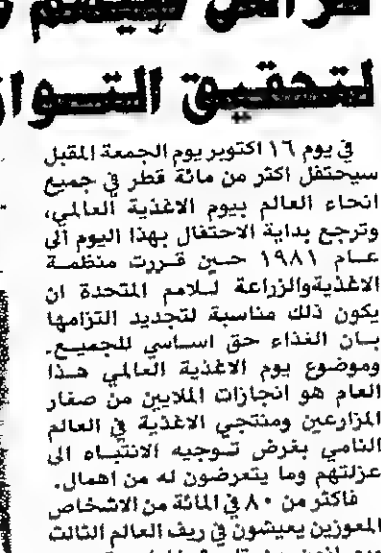 لتحقيق
في يوم ١٦ اكتوبر يوم الجمعة المقبل
سيحتفل اكثر من مائة قطر في جميع
انحاء العالم بيوم الاغذية العالمي،
وترجع بداية الاحتفال بهذا اليوم الى
عام ١٩٨١ حين قررت منظمة
الاغذيةوالزراعة للامم المتحدة ان
يكون ذلك مناسبة لتجديد التزامها
بان الغذاء حق اساسي للجميع.
وموضوع يوم الاغذية العالمي هذا
العام هو انجازات الملايين من صغار
المزارعين ومنتجي الاغذية في العالم
النامي بغرض توجيه الانتباه الى
عزلتهم وما يتعرضون له من اهمال.
فاكثر من ٨٠ في المائة من الاشخاص
المعوزين يعيشون في ريف العالم الثالث